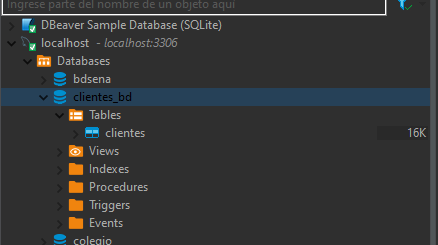 Ingrese parte del nombre de un objeto aquí
DBeaver Sample Database (SQLite)
localhost - localhost:3306
Databases
bdsena
clientes_bd
Tables
clientes 16K
Views
Indexes
Procedures
Triggers
Events
colegio